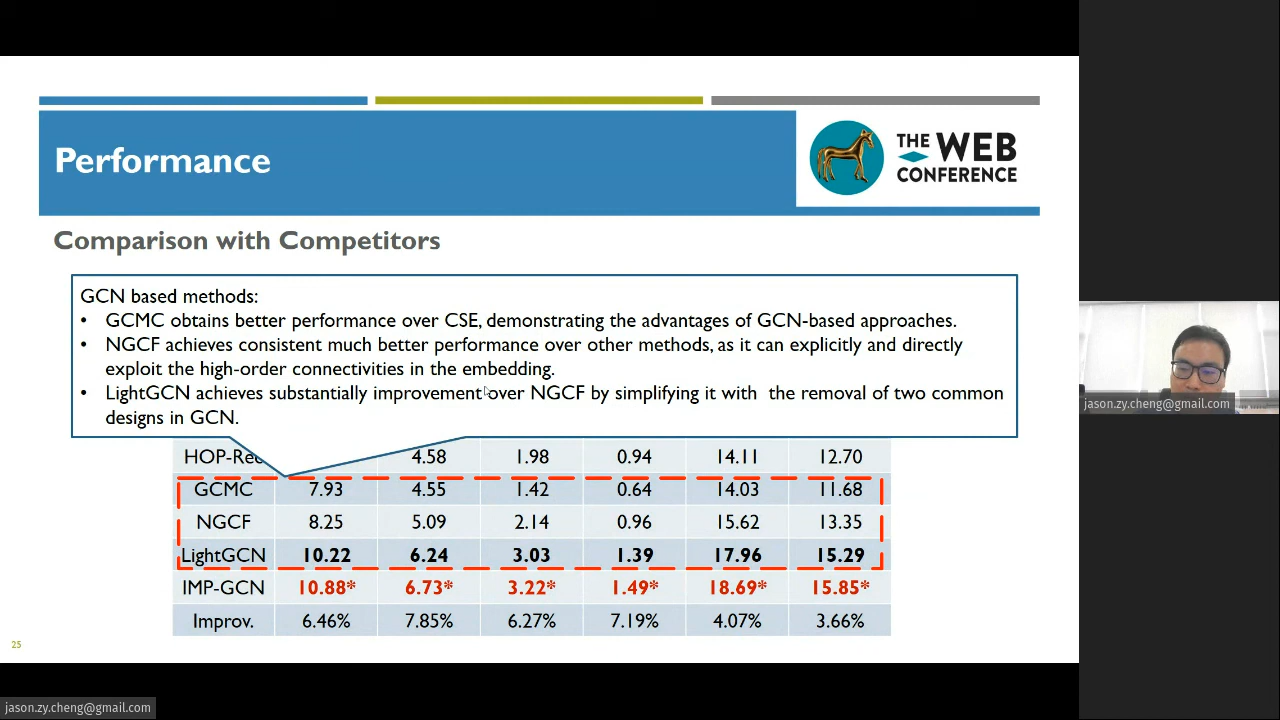 Performance
THE WEB
CONFERENCE
Comparison with Competitors
GCN based methods:
• GCMC obtains better performance over CSE, demonstrating the advantages of GCN-based approaches.
• NGCF achieves consistent much better performance over other methods, as it can explicitly and directly
exploit the high-order connectivities in the embedding.
• LightGCN achieves substantially improvement over NGCF by simplifying it with the removal of two common
designs in GCN.
4.58 1.98 0.94 14.11 12.70
GCMC 7.93 4.55 1.42 0.64 14.03 11.68
NGCF 8.25 5.09 2.14 0.96 15.62 13.35
LightGCN 10.22 6.24 3.03 1.39 17.96 15.29
IMP-GCN 10.88* 6.73* 3.22* 1.49* 18.69* 15.85*
Improv. 6.46% 7.85% 6.27% 7.19% 4.07% 3.66%
25
jason.zy.cheng@gmail.com
jason.zy.cheng@gmail.com